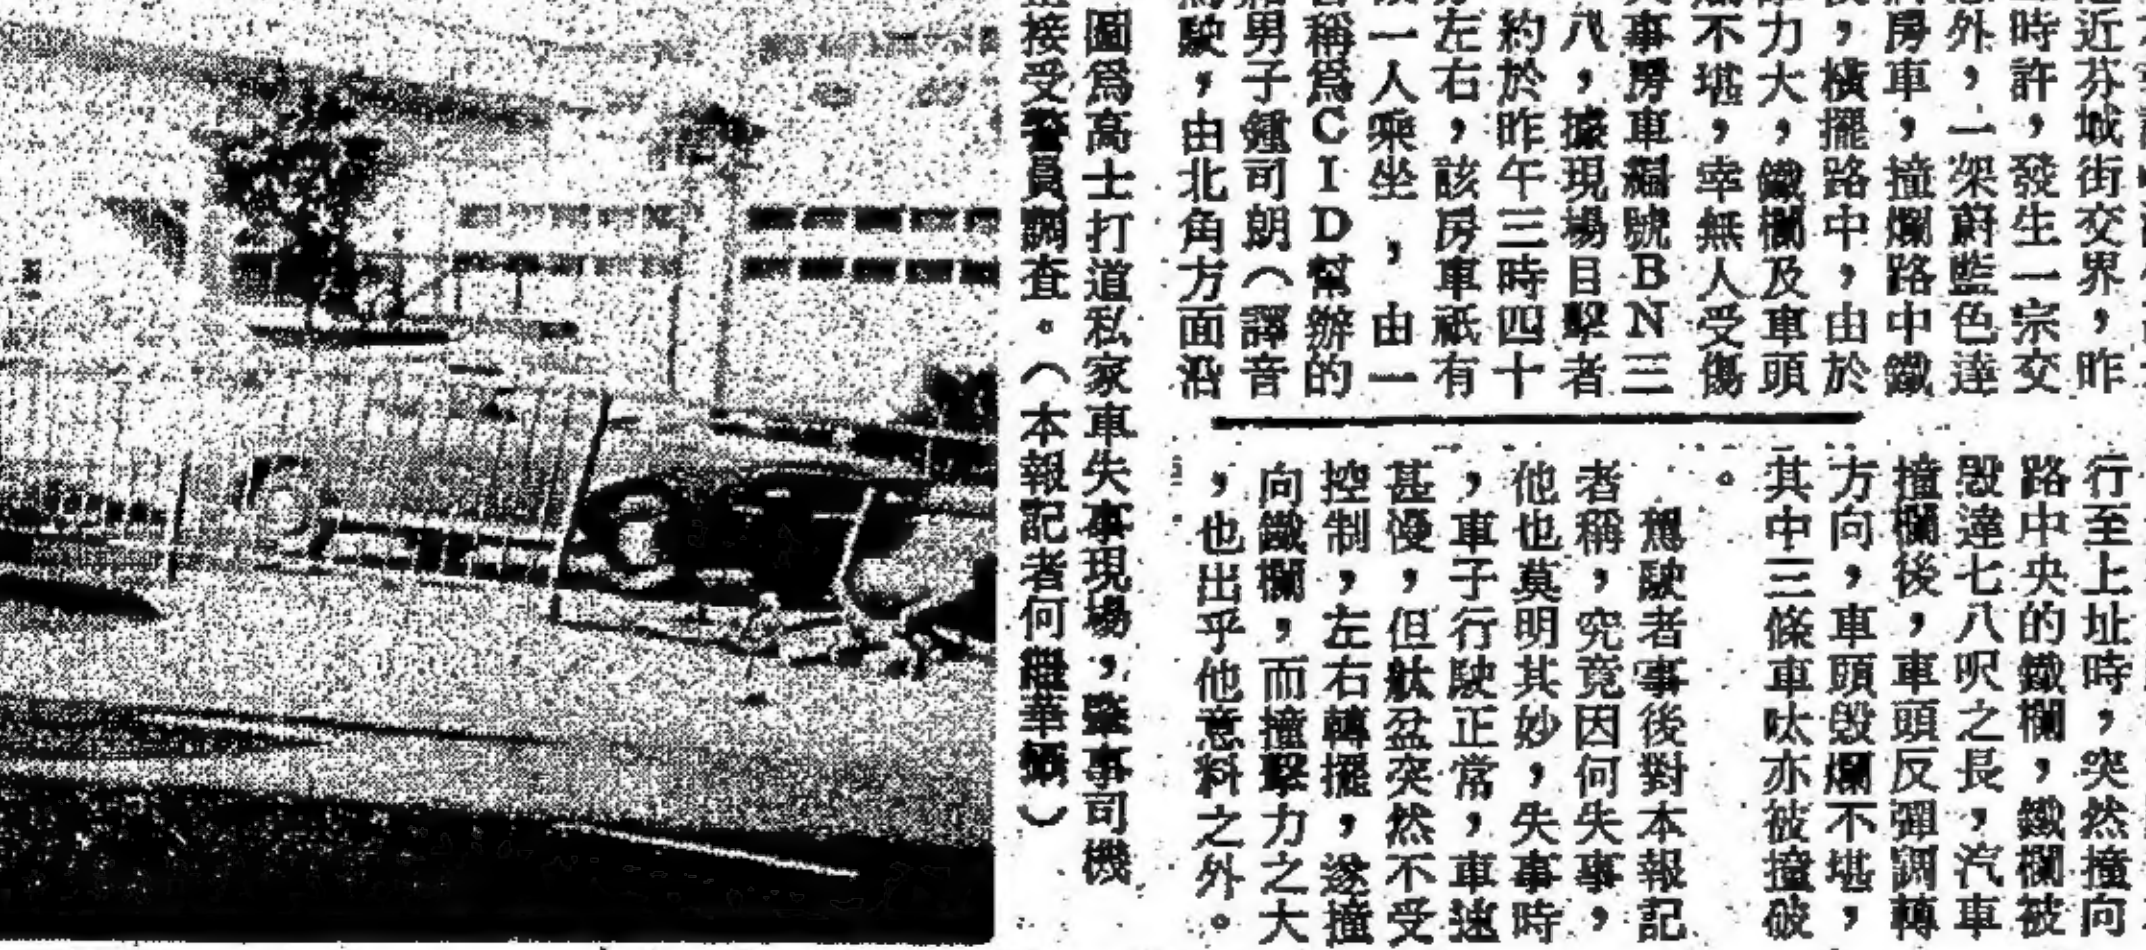 近芬城街交界，昨
時許，發生一宗交
外，一架蔚藍色達
房車，撞爛路中鐵
，橫擺路中，由於
力大，鐵欄及車頭
不堪，幸無人受傷
事房車編號BN三
八，據現場目擊者
約於昨午三時四十
左右，該房車祇有
一人乘坐，由一
稱爲CID幫辦的
男子鍾司朗（譯音
駛，由北角方面沿
行至上址時，突然撞向
路中央的鐵欄，鐵欄被
毀達七八呎之長，汽車
撞欄後，車頭反彈調轉
方向，車頭毀爛不堪，
其中三條車呔亦被撞破
。
駕駛者事後對本報記
者稱，究竟因何失事，
他也莫明其妙，失事時
，車子行駛正常，車速
甚慢，但呔盆突然不受
控制，左右轉擺，遂撞
向鐵欄，而撞擊力之大
，也出乎他意料之外。
圖爲高士打道私家車失事現場，肇事司機
接受警員調查。（本報記者何繼華攝）